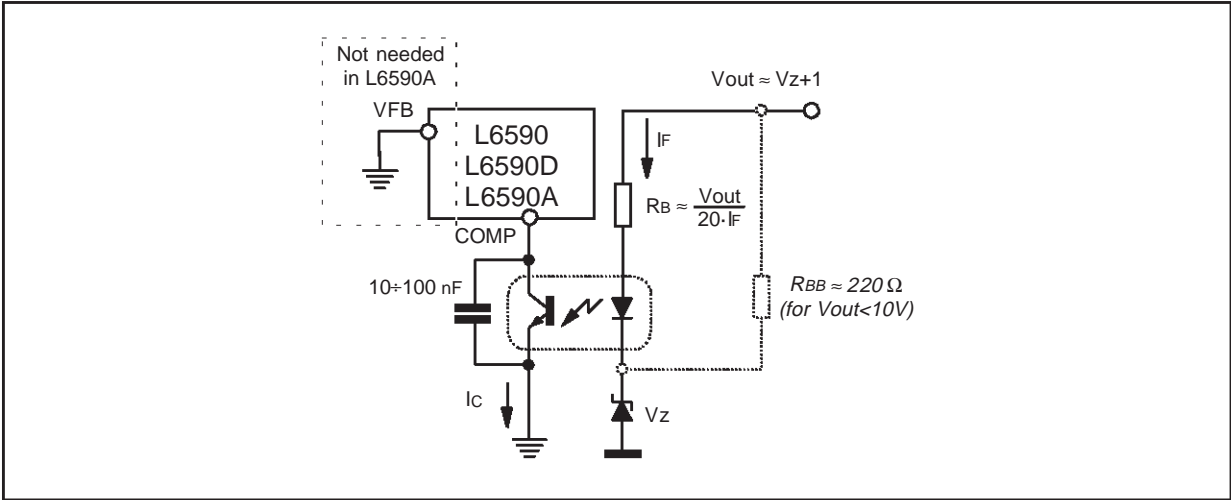 Not needed
in L6590A
VFB
L6590
L6590D
L6590A
COMP
10÷100 nF
IC
Vout ≈ Vz+1
IF
RB ≈ Vout
20·IF
RBB ≈ 220 Ω
(for Vout<10V)
Vz